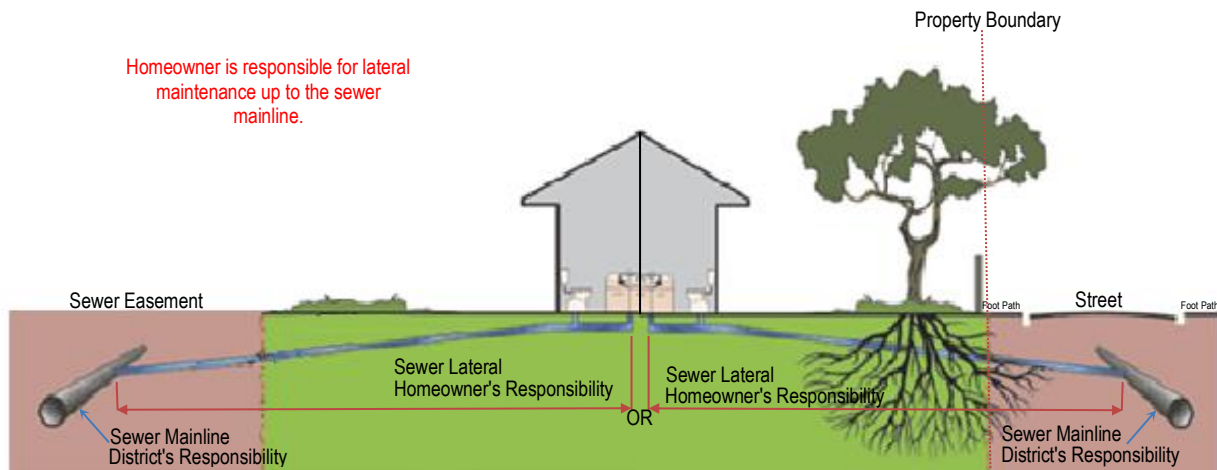 Property Boundary
Homeowner is responsible for lateral
maintenance up to the sewer
mainline.
Sewer Easement
Foot Path
Street
Foot Path
Sewer Lateral
Homeowner's Responsibility
Sewer Lateral
Homeowner's Responsibility
OR
Sewer Mainline
District's Responsibility
Sewer Mainline
District's Responsibility